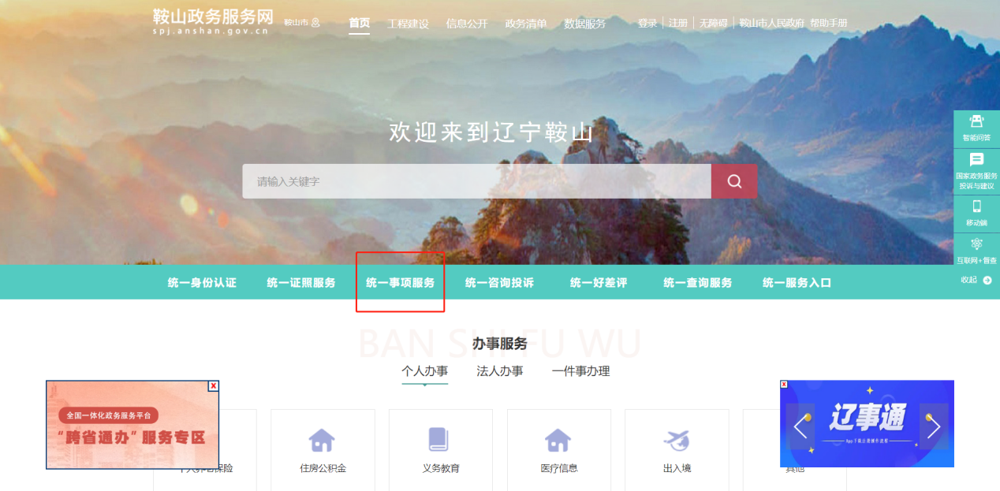 鞍山政务服务网
spj.anshan.gov.cn
鞍山市
首页 工程建设 信息公开 政务清单 数据服务
登录 注册 无障碍 鞍山市人民政府 帮助手册
欢迎来到辽宁鞍山
请输入关键字
智能问答
国家政务服务
投诉与建议
移动端
互联网+督查
收起
统一身份认证 统一证照服务 统一事项服务 统一咨询投诉 统一好差评 统一查询服务 统一服务入口
BAN SHI FU WU
办事服务
个人办事 法人办事 一件事办理
全国一体化政务服务平台
“跨省通办”服务专区
X
X
辽事通
住房公积金 义务教育 医疗信息 出入境 其他